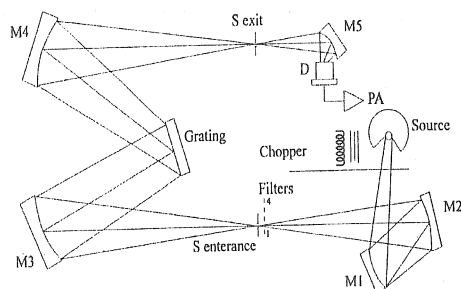 M4
S exit
M5
D
PA
Grating
Source
Chopper
Filters
4
M2
1
S enterance
M3
M1